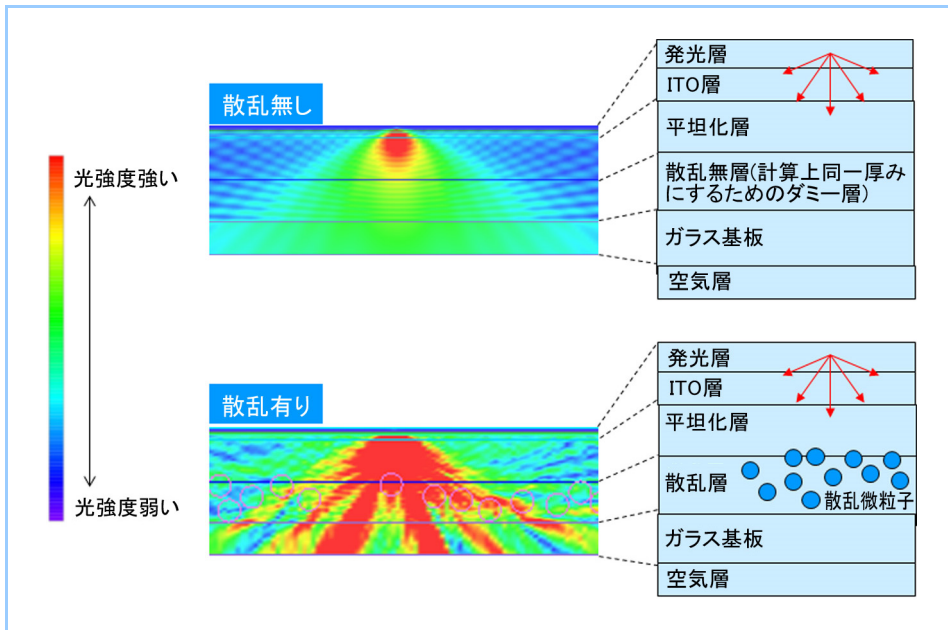 散乱無し
光強度強い
光強度弱い
発光層
ITO層
平坦化層
散乱無層(計算上同一厚み
にするためのダミー層)
ガラス基板
空気層
散乱有り
発光層
ITO層
平坦化層
散乱層
散乱微粒子
ガラス基板
空気層